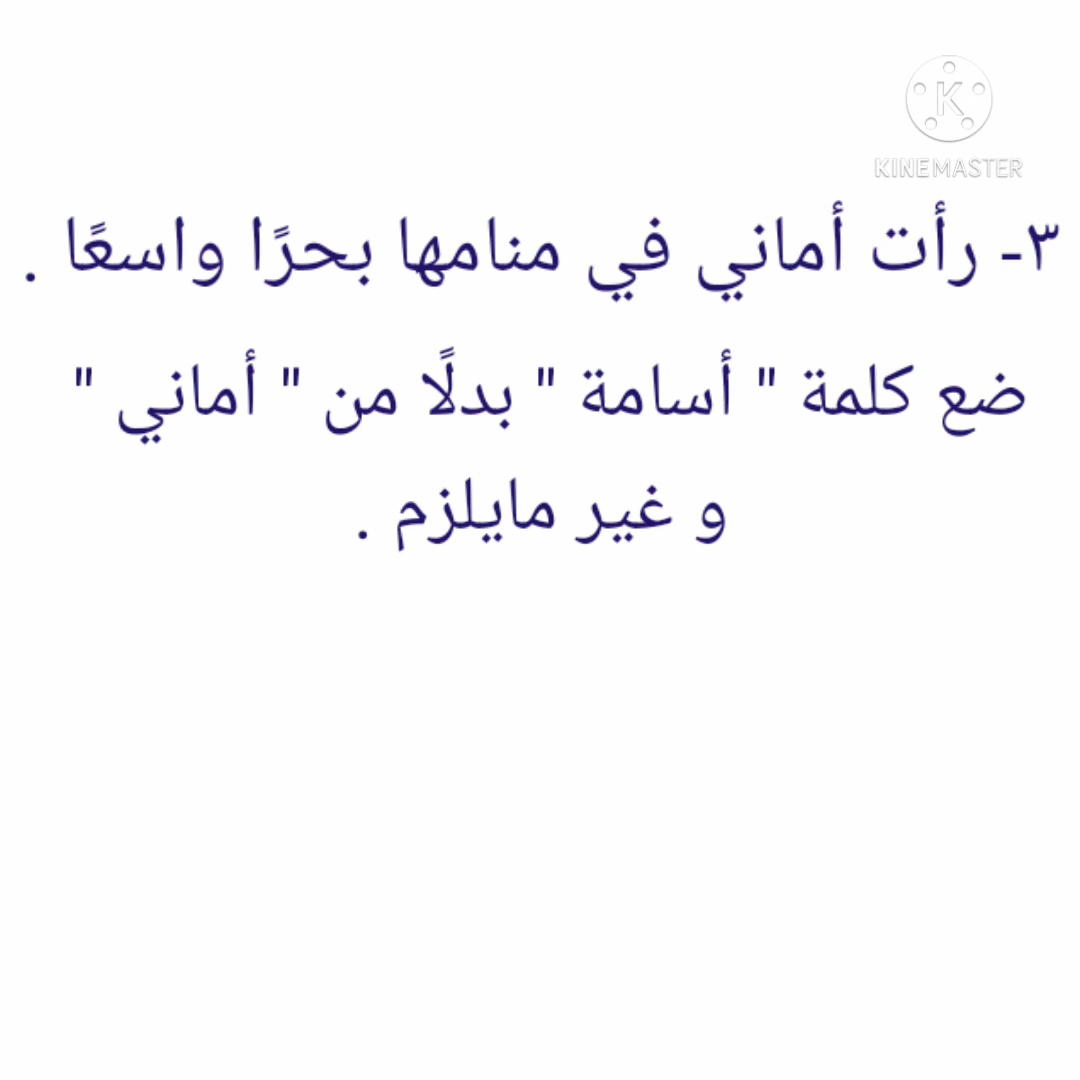 KINEMASTER
٣- رأت أماني في منامها بحرًا واسعًا .
ضع كلمة " أسامة " بدلًا من " أماني "
و غير مايلزم .